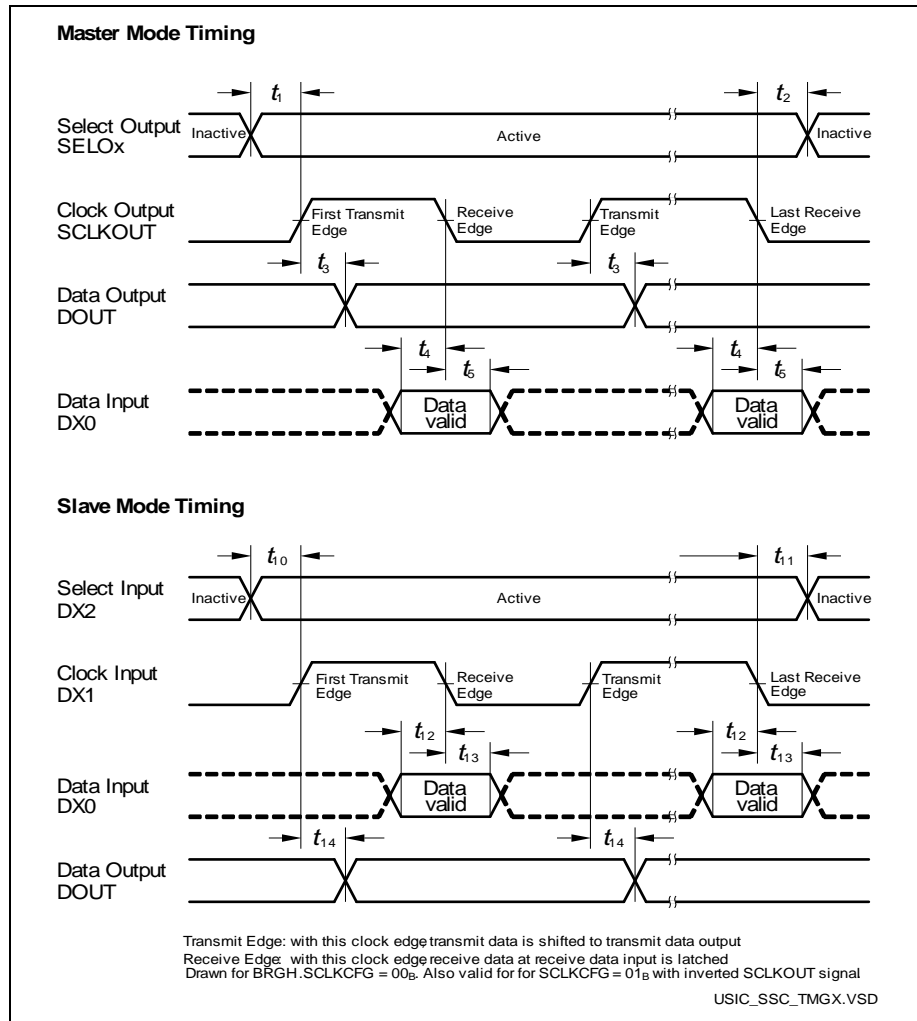 Master Mode Timing
t1
t2
Select Output
SELOx
Inactive
Active
Inactive
Clock Output
SCLKOUT
First Transmit
Edge
Receive
Edge
Transmit
Edge
Last Receive
Edge
t3
t3
Data Output
DOUT
t4
t5
t4
t5
Data Input
DX0
Data
valid
Data
valid
Slave Mode Timing
t10
t11
Select Input
DX2
Inactive
Active
Inactive
Clock Input
DX1
First Transmit
Edge
Receive
Edge
Transmit
Edge
Last Receive
Edge
t12
t13
t12
t13
Data Input
DX0
Data
valid
Data
valid
t14
t14
Data Output
DOUT
Transmit Edge: with this clock edge, transmit data is shifted to transmit data output
Receive Edge: with this clock edge, receive data at receive data input is latched
Drawn for BRGH.SCLKCFG = 00B. Also valid for for SCLKCFG = 01B with inverted SCLKOUT signal.
USIC_SSC_TMGX.VSD